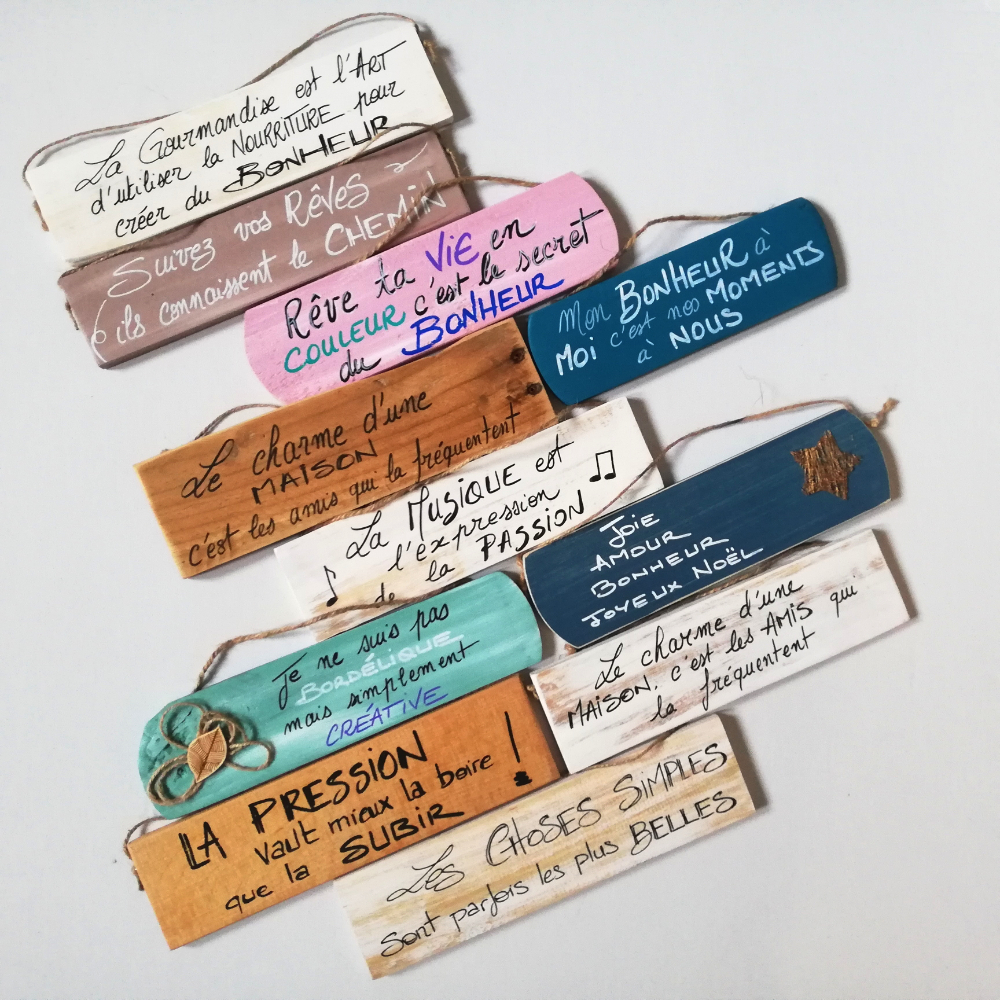 La Gourmandise est l'ART
d'utiliser la NOURRITURE pour
créer du BONHEUR
Suivez vos RÊVES
ils connaissent le CHEMIN
Rêve ta VIE en
COULEUR c'est le secret
du BONHEUR
Mon BONHEUR à
Moi c'est nos MOMENTS
à NOUS
Le charme d'une
MAISON
c'est les amis qui la fréquentent
La MUSIQUE est
l'expression
de la PASSION
JOIE
AMOUR
BONHEUR
JOYEUX NOËL
Je ne suis pas
BORDÉLIQUE
mais simplement
CRÉATIVE
Le charme d'une
MAISON, c'est les AMIS qui
la fréquentent
LA PRESSION !
vaut mieux la boire
que la SUBIR
Les CHOSES SIMPLES
sont parfois les plus BELLES